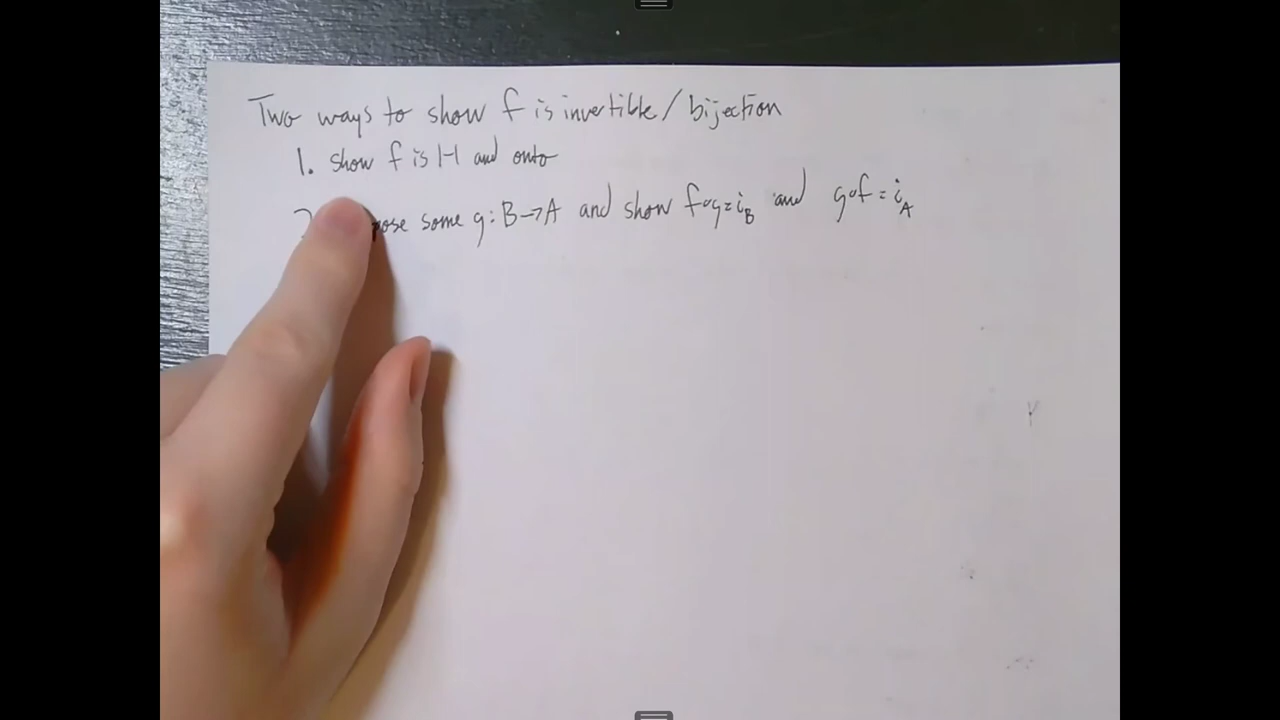 Two ways to show f is invertible/bijection
1. show f is 1-1 and onto
some g: B→A and show f∘g = i_B and g∘f = i_A